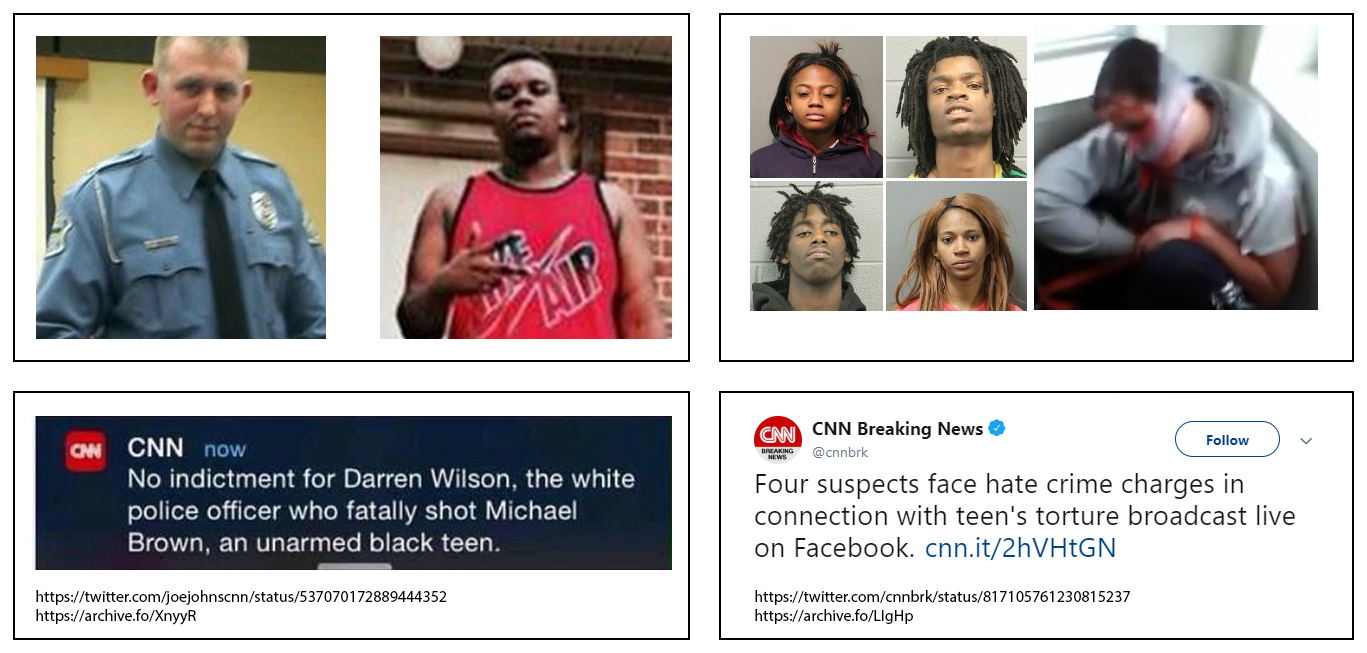 NIKE
AIR
CNN
CNN now
No indictment for Darren Wilson, the white
police officer who fatally shot Michael
Brown, an unarmed black teen.
https://twitter.com/joejohnscnn/status/537070172889444352
https://archive.fo/XnyyR
CNN
BREAKING
NEWS
CNN Breaking News
@cnnbrk
Follow
Four suspects face hate crime charges in
connection with teen's torture broadcast live
on Facebook. cnn.it/2hVHtGN
https://twitter.com/cnnbrk/status/817105761230815237
https://archive.fo/LIgHp